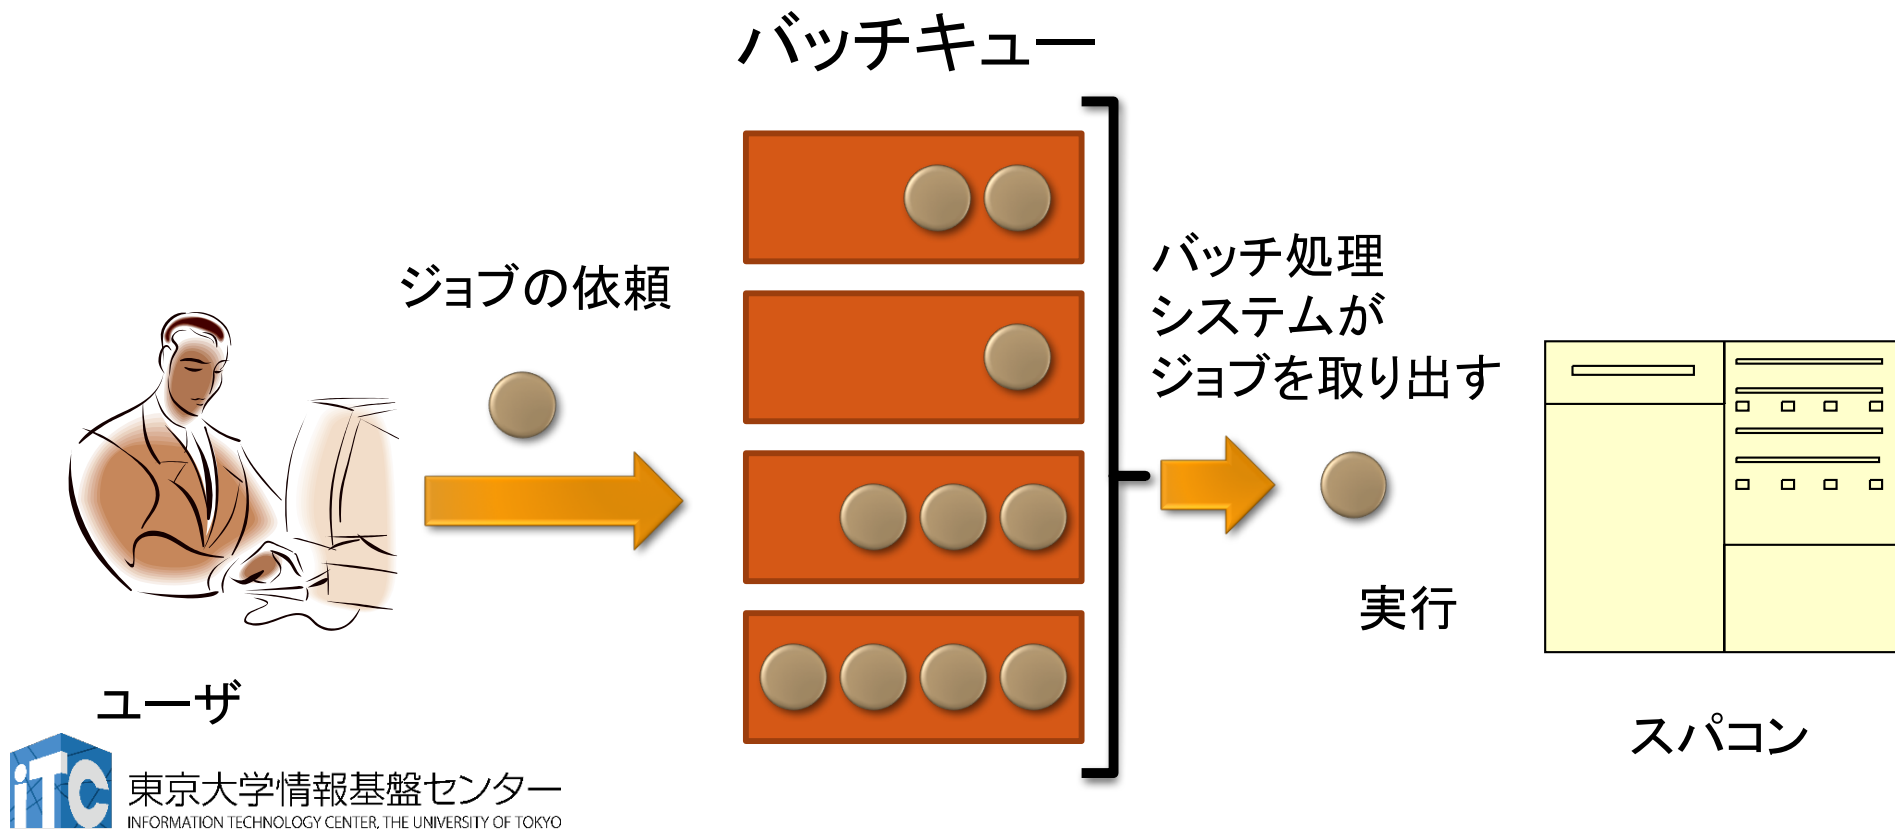 バッチキュー
ジョブの依頼
バッチ処理
システムが
ジョブを取り出す
実行
ユーザ
スパコン
iTC
東京大学情報基盤センター
INFORMATION TECHNOLOGY CENTER, THE UNIVERSITY OF TOKYO